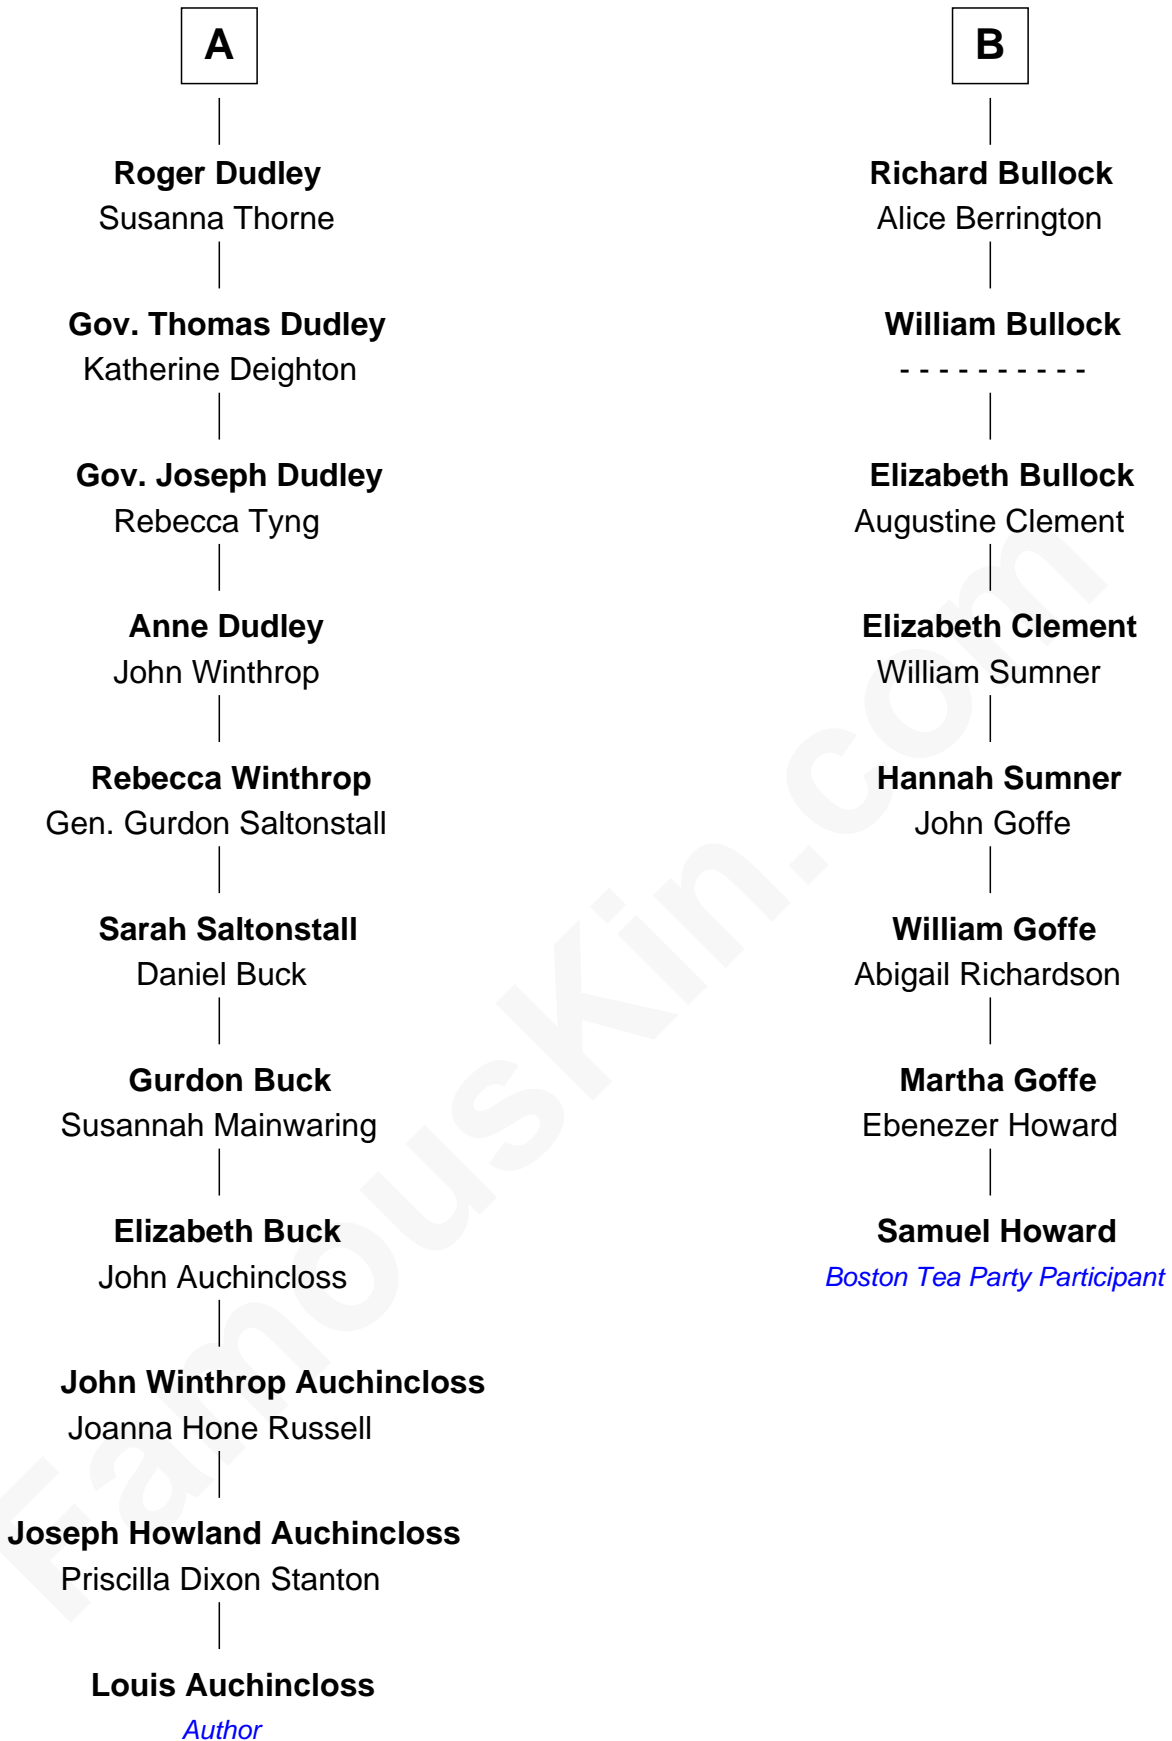 A
Roger Dudley
Susanna Thorne
Gov. Thomas Dudley
Katherine Deighton
Gov. Joseph Dudley
Rebecca Tyng
Anne Dudley
John Winthrop
Rebecca Winthrop
Gen. Gurdon Saltonstall
Sarah Saltonstall
Daniel Buck
Gurdon Buck
Susannah Mainwaring
Elizabeth Buck
John Auchincloss
John Winthrop Auchincloss
Joanna Hone Russell
Joseph Howland Auchincloss
Priscilla Dixon Stanton
Louis Auchincloss
Author
B
Richard Bullock
Alice Berrington
William Bullock
- - - - - - - - - -
Elizabeth Bullock
Augustine Clement
Elizabeth Clement
William Sumner
Hannah Sumner
John Goffe
William Goffe
Abigail Richardson
Martha Goffe
Ebenezer Howard
Samuel Howard
Boston Tea Party Participant
FamousKin.com